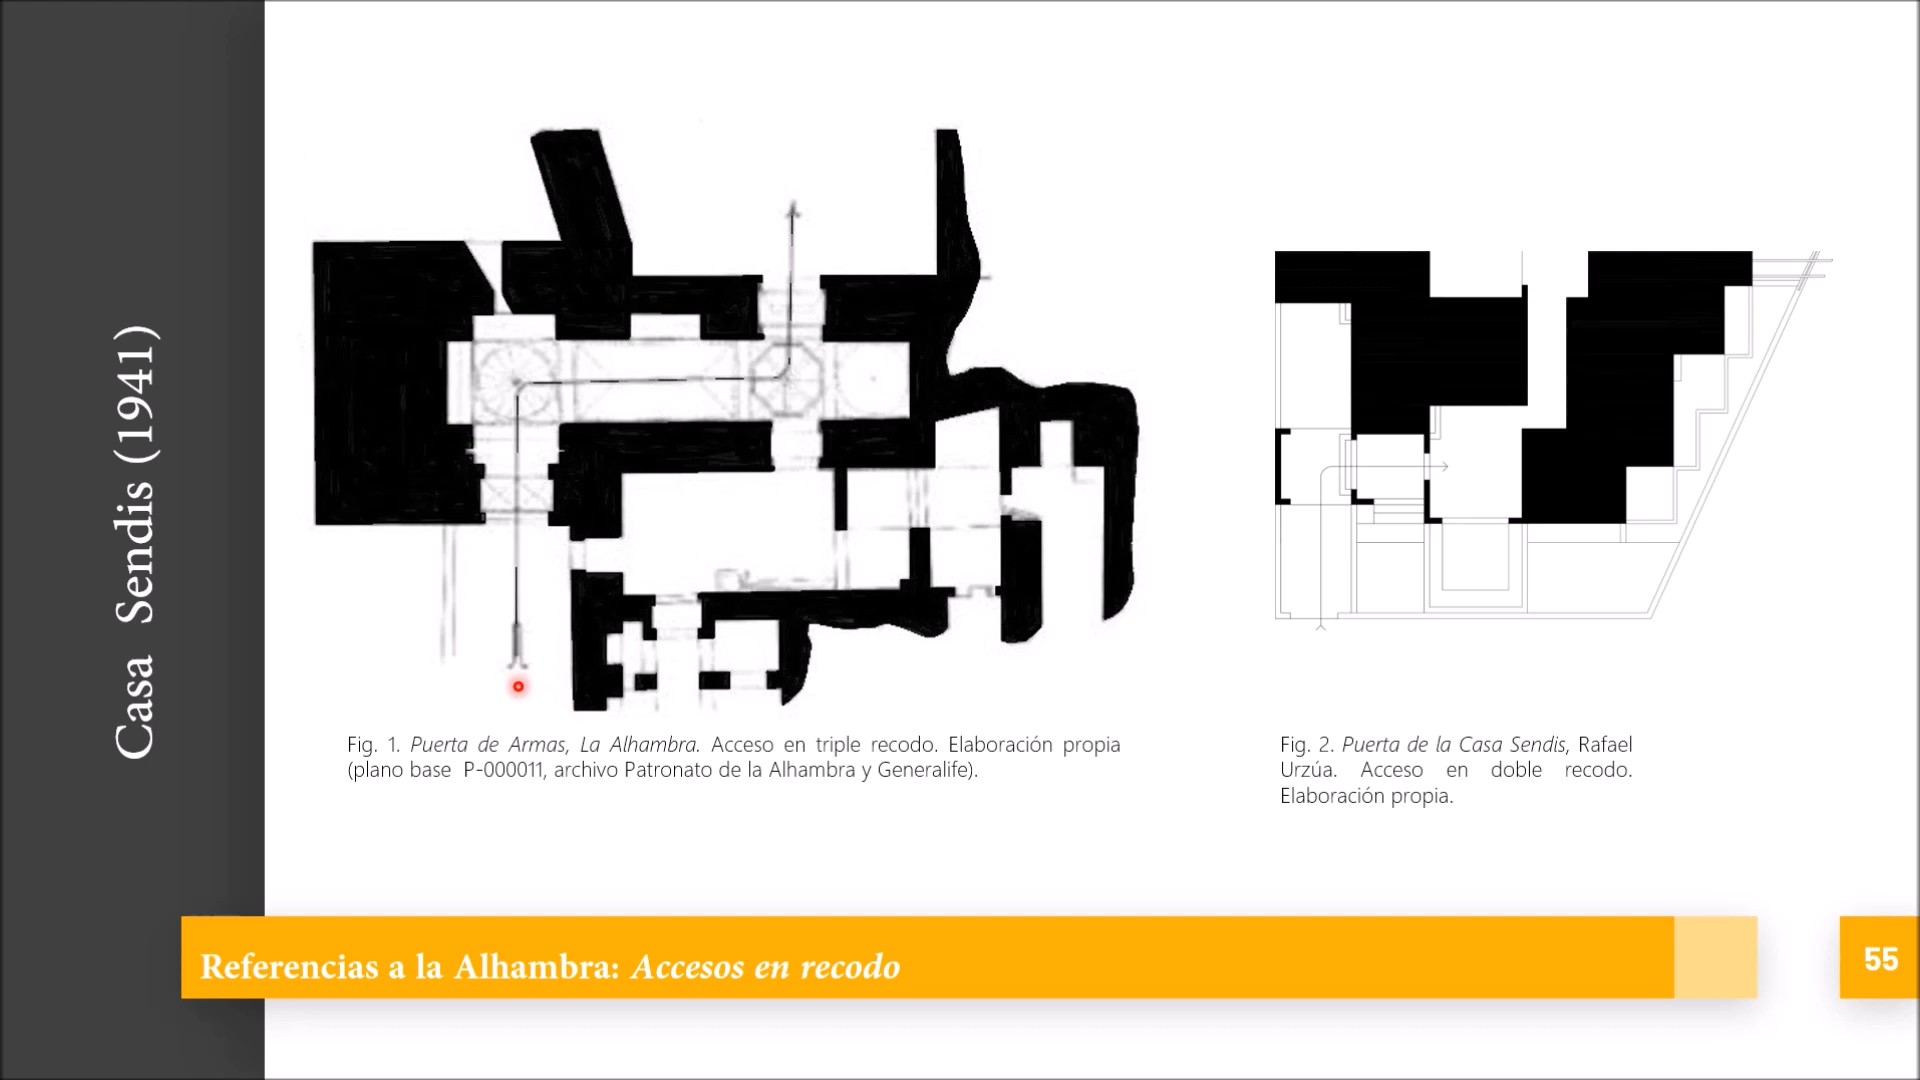 Casa Sendis (1941)
Fig. 1. Puerta de Armas, La Alhambra. Acceso en triple recodo. Elaboración propia
(plano base P-000011, archivo Patronato de la Alhambra y Generalife).
Fig. 2. Puerta de la Casa Sendis, Rafael
Urzúa. Acceso en doble recodo.
Elaboración propia.
Referencias a la Alhambra: Accesos en recodo
55